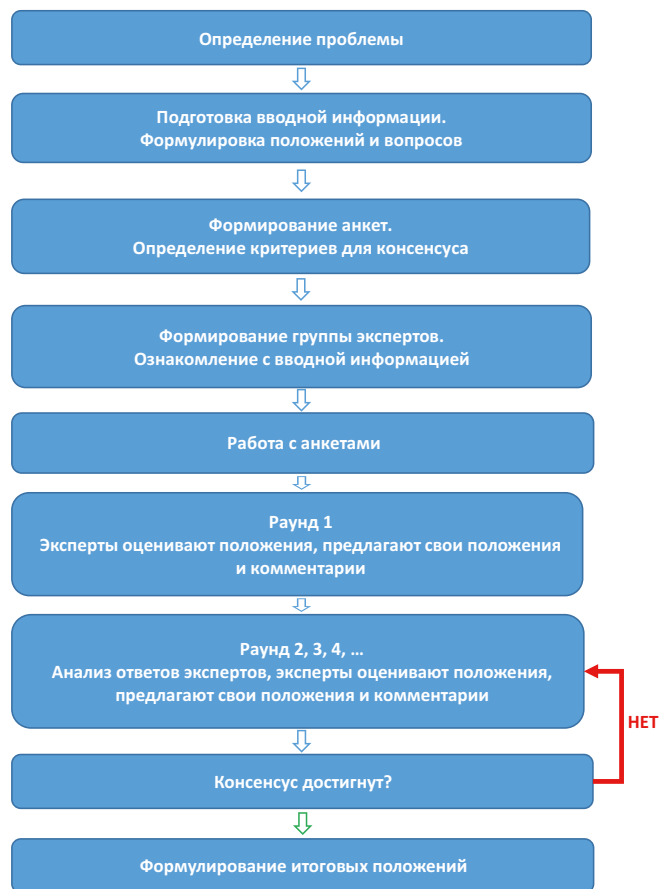 Определение проблемы
Подготовка вводной информации.
Формулировка положений и вопросов
Формирование анкет.
Определение критериев для консенсуса
Формирование группы экспертов.
Ознакомление с вводной информацией
Работа с анкетами
Раунд 1
Эксперты оценивают положения, предлагают свои положения
и комментарии
Раунд 2, 3, 4, ...
Анализ ответов экспертов, эксперты оценивают положения,
предлагают свои положения и комментарии
НЕТ
Консенсус достигнут?
Формулирование итоговых положений